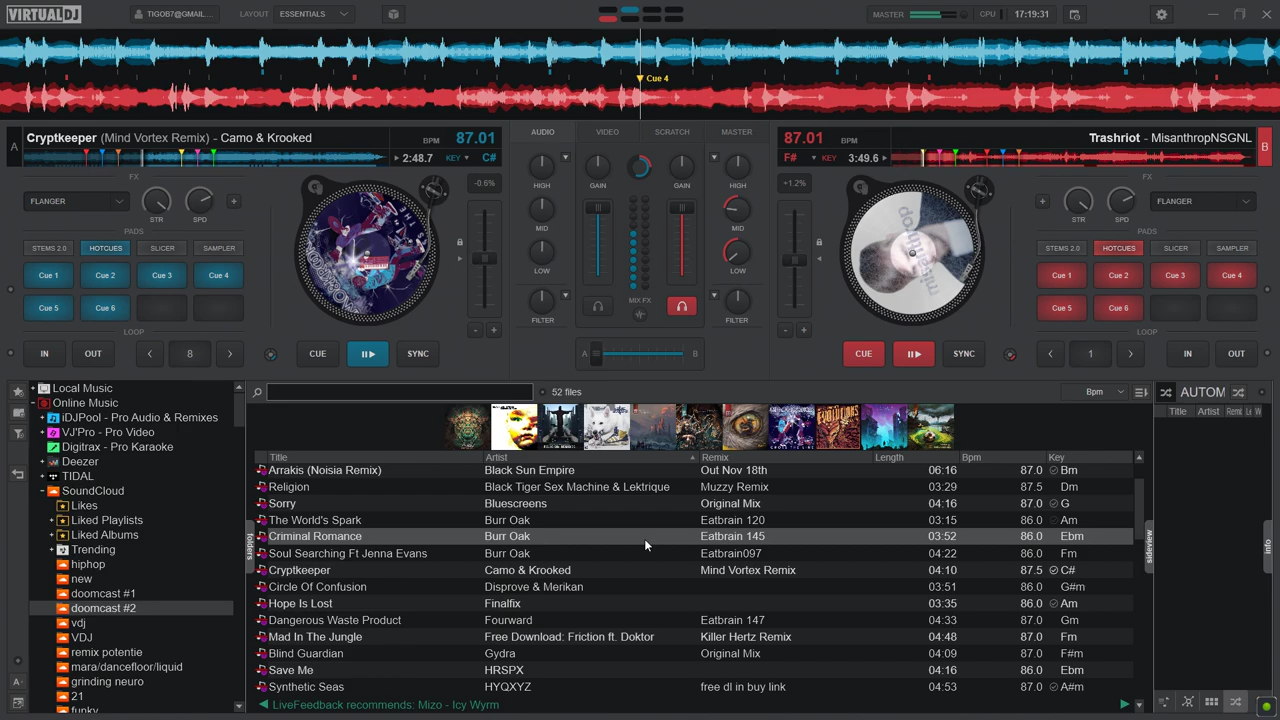 VIRTUALDJ TIGOB7@GMAIL... LAYOUT ESSENTIALS MASTER CPU 17:19:31
Cue 4
A Cryptkeeper (Mind Vortex Remix) - Camo & Krooked BPM 87.01
2:48.7 KEY C#
AUDIO VIDEO SCRATCH MASTER
87.01 BPM Trashriot - MisanthropNSGNL B
F# KEY 3:49.6
FX
FLANGER STR SPD +
-0.6%
HIGH GAIN GAIN HIGH
+1.2%
FX
+ STR SPD FLANGER
PADS
STEMS 2.0 HOTCUES SLICER SAMPLER
Cue 1 Cue 2 Cue 3 Cue 4
Cue 5 Cue 6
MID MID
LOW LOW
MIX FX
FILTER FILTER
PADS
STEMS 2.0 HOTCUES SLICER SAMPLER
Cue 1 Cue 2 Cue 3 Cue 4
Cue 5 Cue 6
- +
- +
LOOP
IN OUT 8 CUE SYNC
A B
CUE SYNC
LOOP
1 IN OUT
Local Music
Online Music
iDJPool - Pro Audio & Remixes
VJ'Pro - Pro Video
Digitrax - Pro Karaoke
Deezer
TIDAL
SoundCloud
Likes
Liked Playlists
Liked Albums
Trending
hiphop
new
doomcast #1
doomcast #2
vdj
VDJ
remix potentie
mara/dancefloor/liquid
grinding neuro
21
funky
folders
52 files Bpm
Title Artist Remix Length Bpm Key
Arrakis (Noisia Remix) Black Sun Empire Out Nov 18th 06:16 87.0 Bm
Religion Black Tiger Sex Machine & Lektrique Muzzy Remix 03:29 87.5 Dm
Sorry Bluescreens Original Mix 04:16 87.0 G
The World's Spark Burr Oak Eatbrain 120 03:15 86.0 Am
Criminal Romance Burr Oak Eatbrain 145 03:52 86.0 Ebm
Soul Searching Ft Jenna Evans Burr Oak Eatbrain097 04:22 86.0 Fm
Cryptkeeper Camo & Krooked Mind Vortex Remix 04:10 87.5 C#
Circle Of Confusion Disprove & Merikan 03:51 86.0 G#m
Hope Is Lost Finalfix 03:35 86.0 Am
Dangerous Waste Product Fourward Eatbrain 147 04:33 87.0 Gm
Mad In The Jungle Free Download: Friction ft. Doktor Killer Hertz Remix 04:48 87.0 Fm
Blind Guardian Gydra Original Mix 04:09 87.0 F#m
Save Me HRSPX 04:16 86.0 Ebm
Synthetic Seas HYQXYZ free dl in buy link 04:53 87.0 A#m
LiveFeedback recommends: Mizo - Icy Wyrm
sideview
AUTOM
Title Artist Remi
info